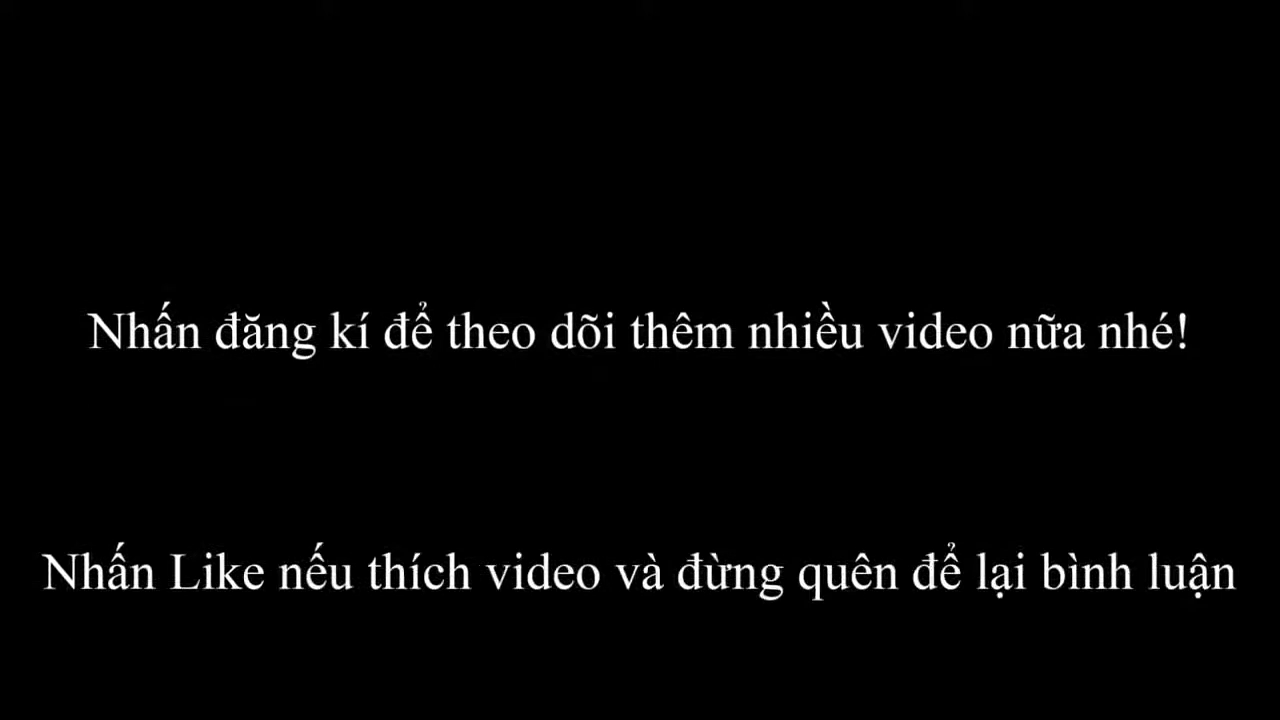 Nhấn đăng kí để theo dõi thêm nhiều video nữa nhé!
Nhấn Like nếu thích video và đừng quên để lại bình luận